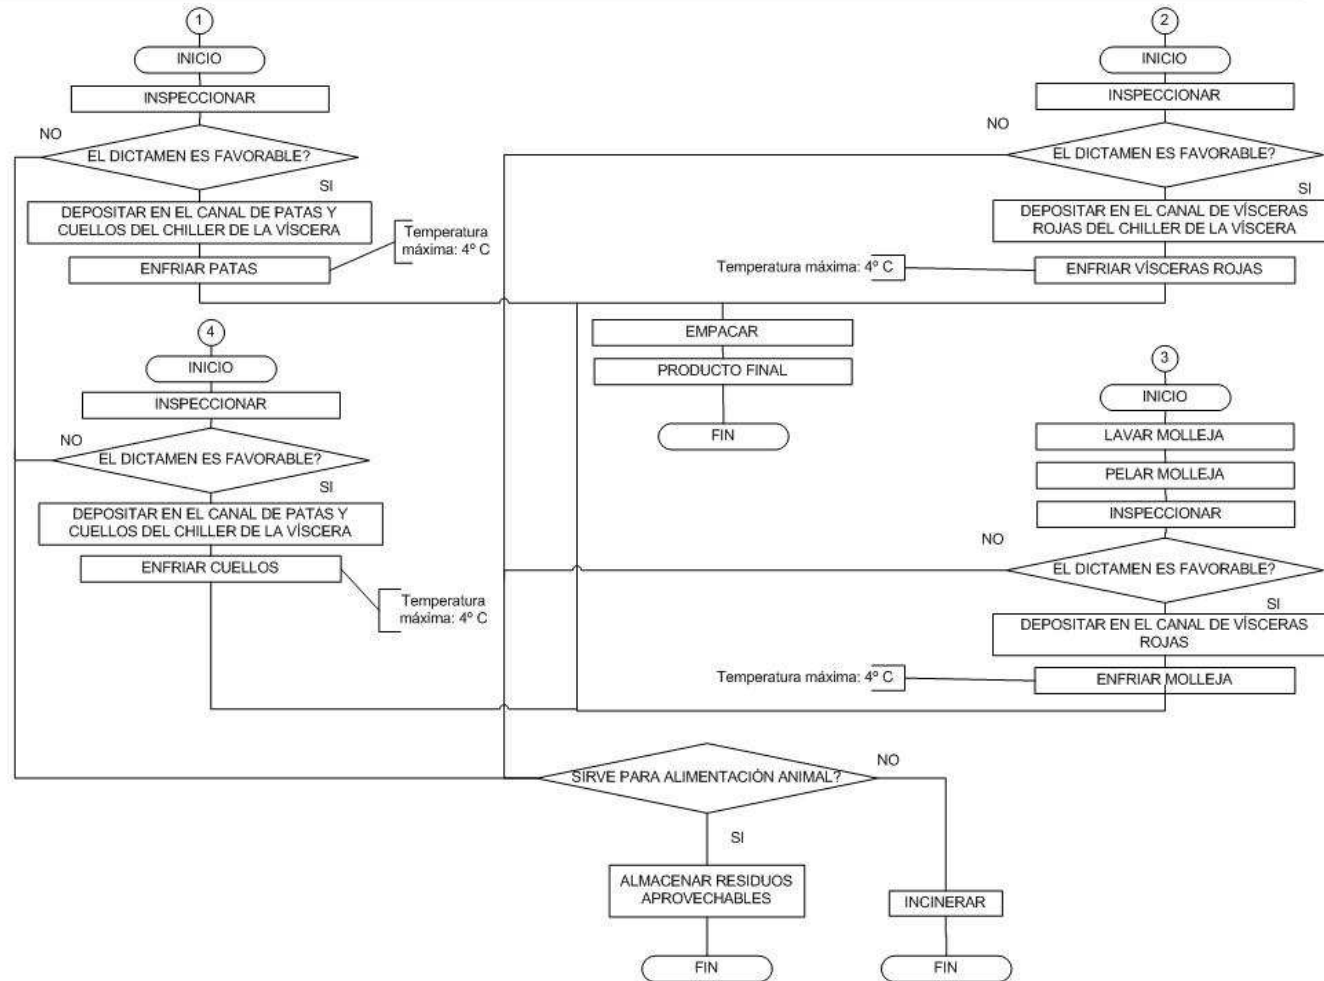 1
INICIO
INSPECCIONAR
NO
EL DICTAMEN ES FAVORABLE?
SI
DEPOSITAR EN EL CANAL DE PATAS Y
CUELLOS DEL CHILLER DE LA VÍSCERA
ENFRIAR PATAS
Temperatura
máxima: 4º C
2
INICIO
INSPECCIONAR
NO
EL DICTAMEN ES FAVORABLE?
SI
DEPOSITAR EN EL CANAL DE VÍSCERAS
ROJAS DEL CHILLER DE LA VÍSCERA
Temperatura máxima: 4º C
ENFRIAR VÍSCERAS ROJAS
EMPACAR
PRODUCTO FINAL
FIN
4
INICIO
INSPECCIONAR
NO
EL DICTAMEN ES FAVORABLE?
SI
DEPOSITAR EN EL CANAL DE PATAS Y
CUELLOS DEL CHILLER DE LA VÍSCERA
ENFRIAR CUELLOS
Temperatura
máxima: 4º C
3
INICIO
LAVAR MOLLEJA
PELAR MOLLEJA
INSPECCIONAR
NO
EL DICTAMEN ES FAVORABLE?
SI
DEPOSITAR EN EL CANAL DE VÍSCERAS
ROJAS
Temperatura máxima: 4º C
ENFRIAR MOLLEJA
SIRVE PARA ALIMENTACIÓN ANIMAL?
NO
SI
ALMACENAR RESIDUOS
APROVECHABLES
INCINERAR
FIN
FIN